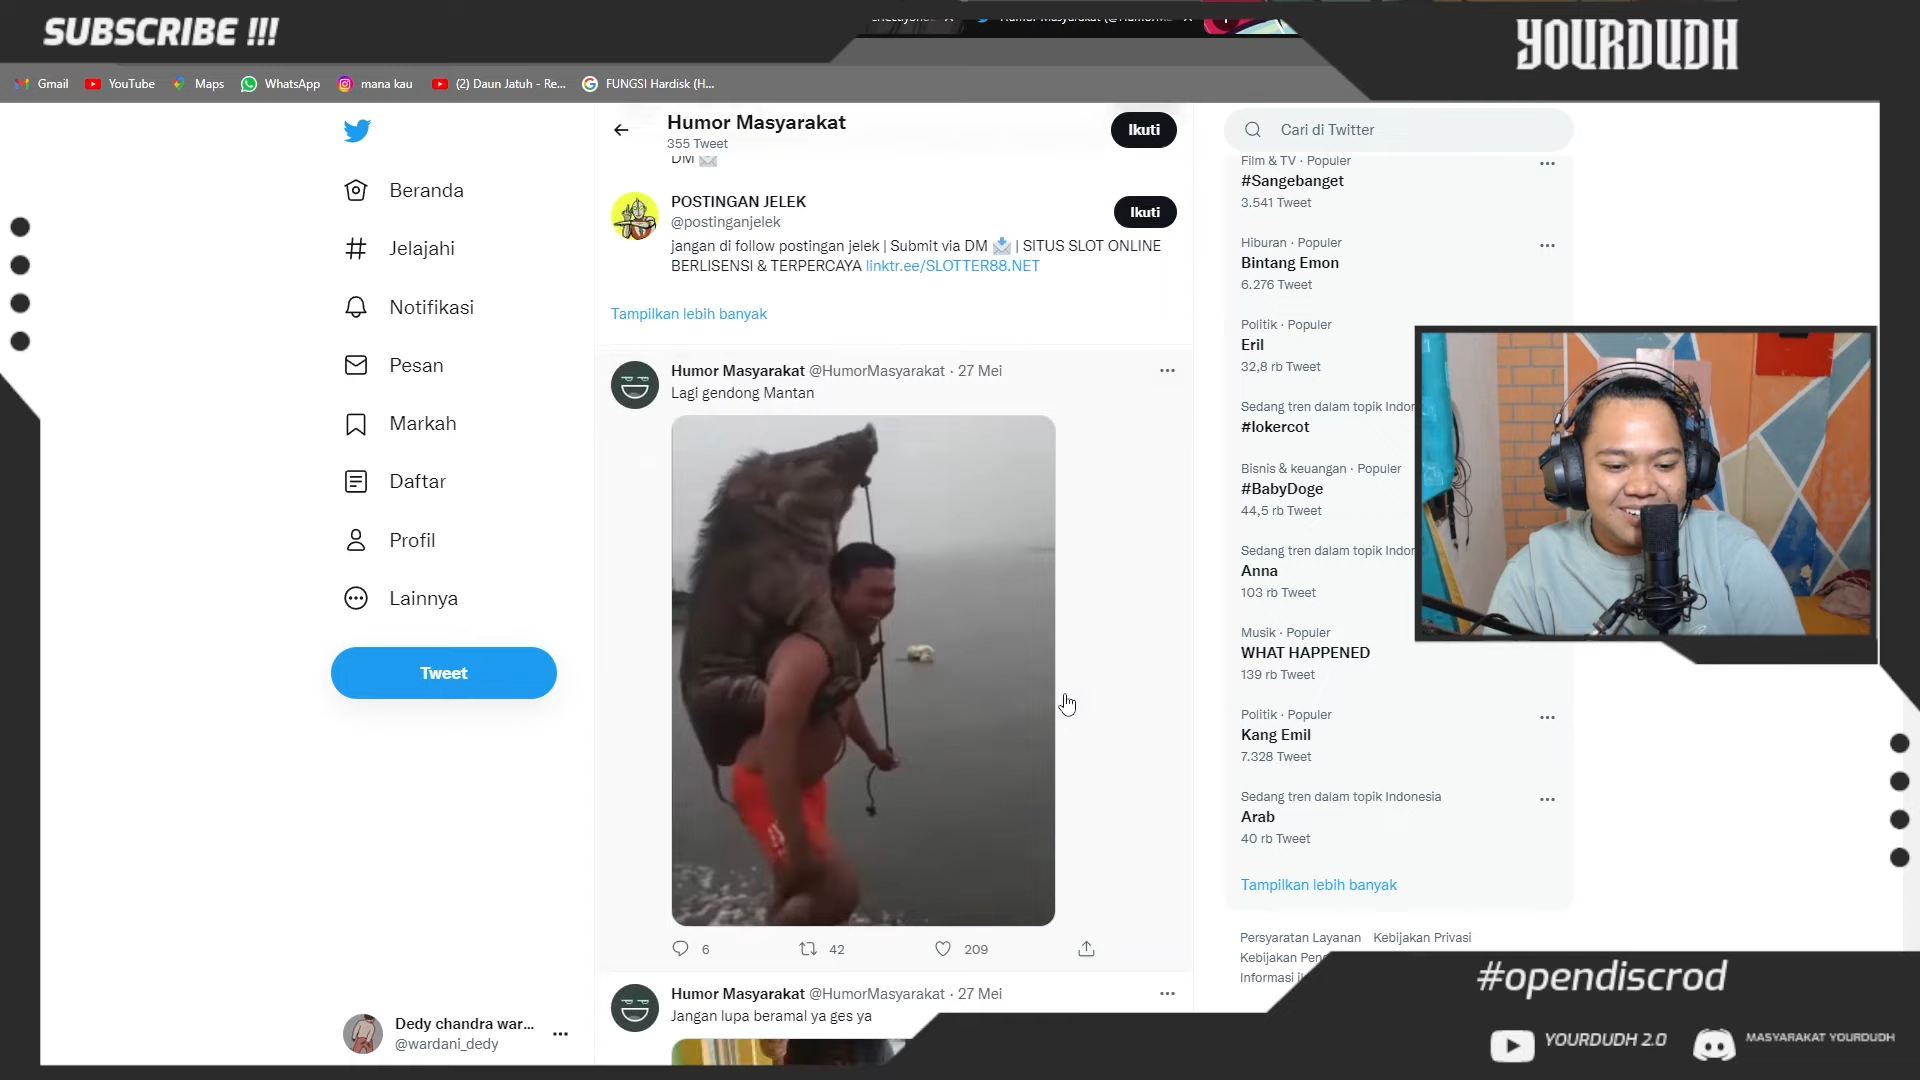 SUBSCRIBE !!!
YOURDUDH
Gmail
YouTube
Maps
WhatsApp
mana kau
(2) Daun Jatuh - Re...
FUNGSI Hardisk (H...
Beranda
Jelajahi
Notifikasi
Pesan
Markah
Daftar
Profil
Lainnya
Tweet
Dedy chandra war...
@wardani_dedy
Humor Masyarakat
355 Tweet
Ikuti
DM
POSTINGAN JELEK
@postinganjelek
Ikuti
jangan di follow postingan jelek | Submit via DM 📩 | SITUS SLOT ONLINE
BERLISENSI & TERPERCAYA linktr.ee/SLOTTER88.NET
Tampilkan lebih banyak
Humor Masyarakat @HumorMasyarakat · 27 Mei
Lagi gendong Mantan
6
42
209
Humor Masyarakat @HumorMasyarakat · 27 Mei
Jangan lupa beramal ya ges ya
Cari di Twitter
Film & TV · Populer
#Sangebanget
3.541 Tweet
Hiburan · Populer
Bintang Emon
6.276 Tweet
Politik · Populer
Eril
32,8 rb Tweet
Sedang tren dalam topik Indor
#lokercot
Bisnis & keuangan · Populer
#BabyDoge
44,5 rb Tweet
Sedang tren dalam topik Indor
Anna
103 rb Tweet
Musik · Populer
WHAT HAPPENED
139 rb Tweet
Politik · Populer
Kang Emil
7.328 Tweet
Sedang tren dalam topik Indonesia
Arab
40 rb Tweet
Tampilkan lebih banyak
Persyaratan Layanan Kebijakan Privasi
Kebijakan Pen
Informasi i
#opendiscrod
YOURDUDH 2.0
MASYARAKAT YOURDUDH